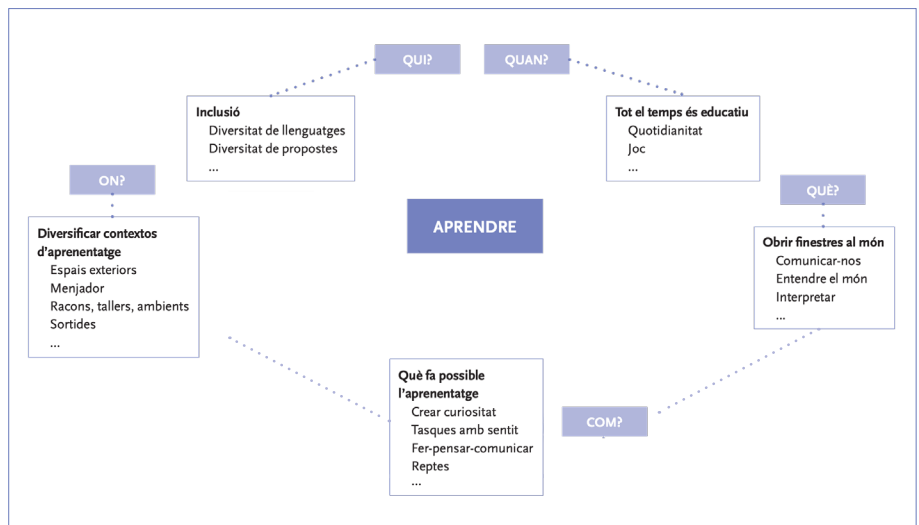 QUI?
QUAN?
Inclusió
Diversitat de llenguatges
Diversitat de propostes
...
Tot el temps és educatiu
Quotidianitat
Joc
...
ON?
QUÈ?
Diversificar contextos
d'aprenentatge
Espais exteriors
Menjador
Racons, tallers, ambients
Sortides
...
APRENDRE
Obrir finestres al món
Comunicar-nos
Entendre el món
Interpretar
...
Què fa possible
l'aprenentatge
Crear curiositat
Tasques amb sentit
Fer-pensar-comunicar
Reptes
...
COM?